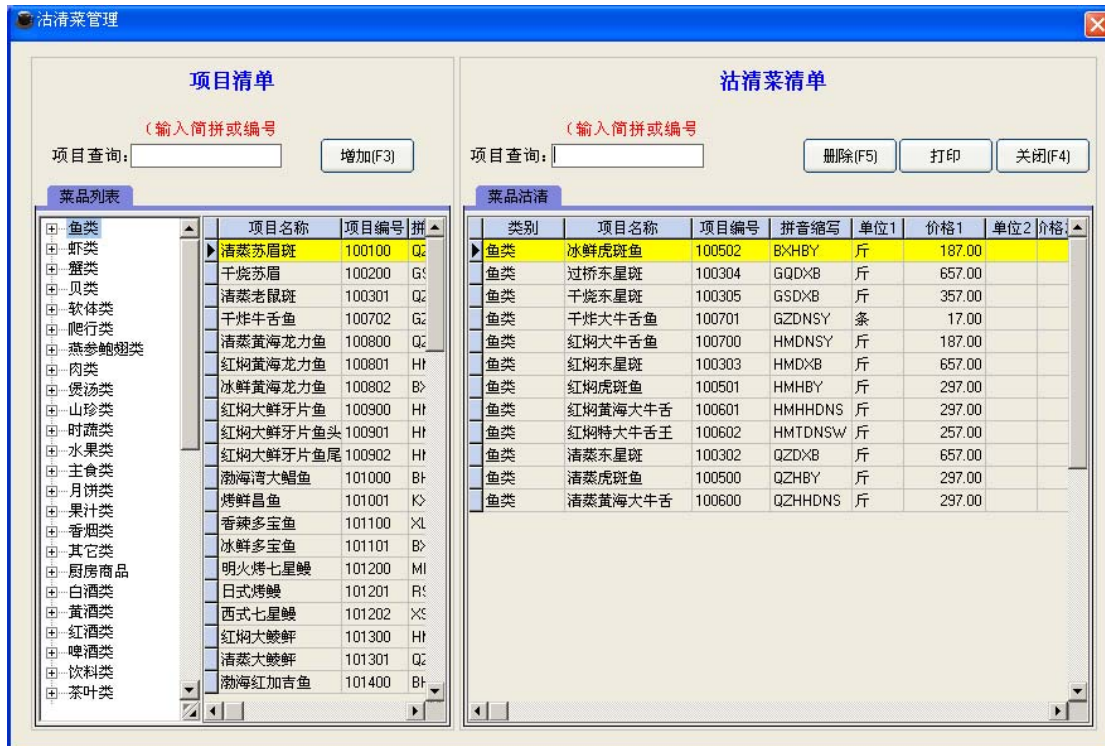 沽清菜管理
项目清单
(输入简拼或编号
项目查询:
增加(F3)
菜品列表
鱼类
虾类
蟹类
贝类
软体类
爬行类
燕参鲍翅类
肉类
煲汤类
山珍类
时蔬类
水果类
主食类
月饼类
果汁类
香烟类
其它类
厨房商品
白酒类
黄酒类
红酒类
啤酒类
饮料类
茶叶类
项目名称 项目编号 拼
清蒸苏眉斑 100100
干烧苏眉 100200
清蒸老鼠斑 100301
干炸牛舌鱼 100702
清蒸黄海龙力鱼 100800
红焖黄海龙力鱼 100801
冰鲜黄海龙力鱼 100802
红焖大鲜牙片鱼 100900
红焖大鲜牙片鱼头 100901
红焖大鲜牙片鱼尾 100902
渤海湾大鲳鱼 101000
烤鲜昌鱼 101001
香辣多宝鱼 101100
冰鲜多宝鱼 101101
明火烤七星鳗 101200
日式烤鳗 101201
西式七星鳗 101202
红焖大鲮鲆 101300
清蒸大鲮鲆 101301
渤海红加吉鱼 101400
沽清菜清单
(输入简拼或编号
项目查询:
删除(F5) 打印 关闭(F4)
菜品沽清
类别 项目名称 项目编号 拼音缩写 单位1 价格1 单位2 价格2
鱼类 冰鲜虎斑鱼 100502 BXHBY 斤 187.00
鱼类 过桥东星斑 100304 GQDXB 斤 657.00
鱼类 干烧东星斑 100305 GSDXB 斤 357.00
鱼类 干炸大牛舌鱼 100701 GZDNSY 条 17.00
鱼类 红焖大牛舌鱼 100700 HMDNSY 斤 187.00
鱼类 红焖东星斑 100303 HMDXB 斤 657.00
鱼类 红焖虎斑鱼 100501 HMHBY 斤 297.00
鱼类 红焖黄海大牛舌 100601 HMHHDNS 斤 297.00
鱼类 红焖特大牛舌王 100602 HMTDNSW 斤 257.00
鱼类 清蒸东星斑 100302 QZDXB 斤 657.00
鱼类 清蒸虎斑鱼 100500 QZHBY 斤 297.00
鱼类 清蒸黄海大牛舌 100600 QZHHDNS 斤 297.00